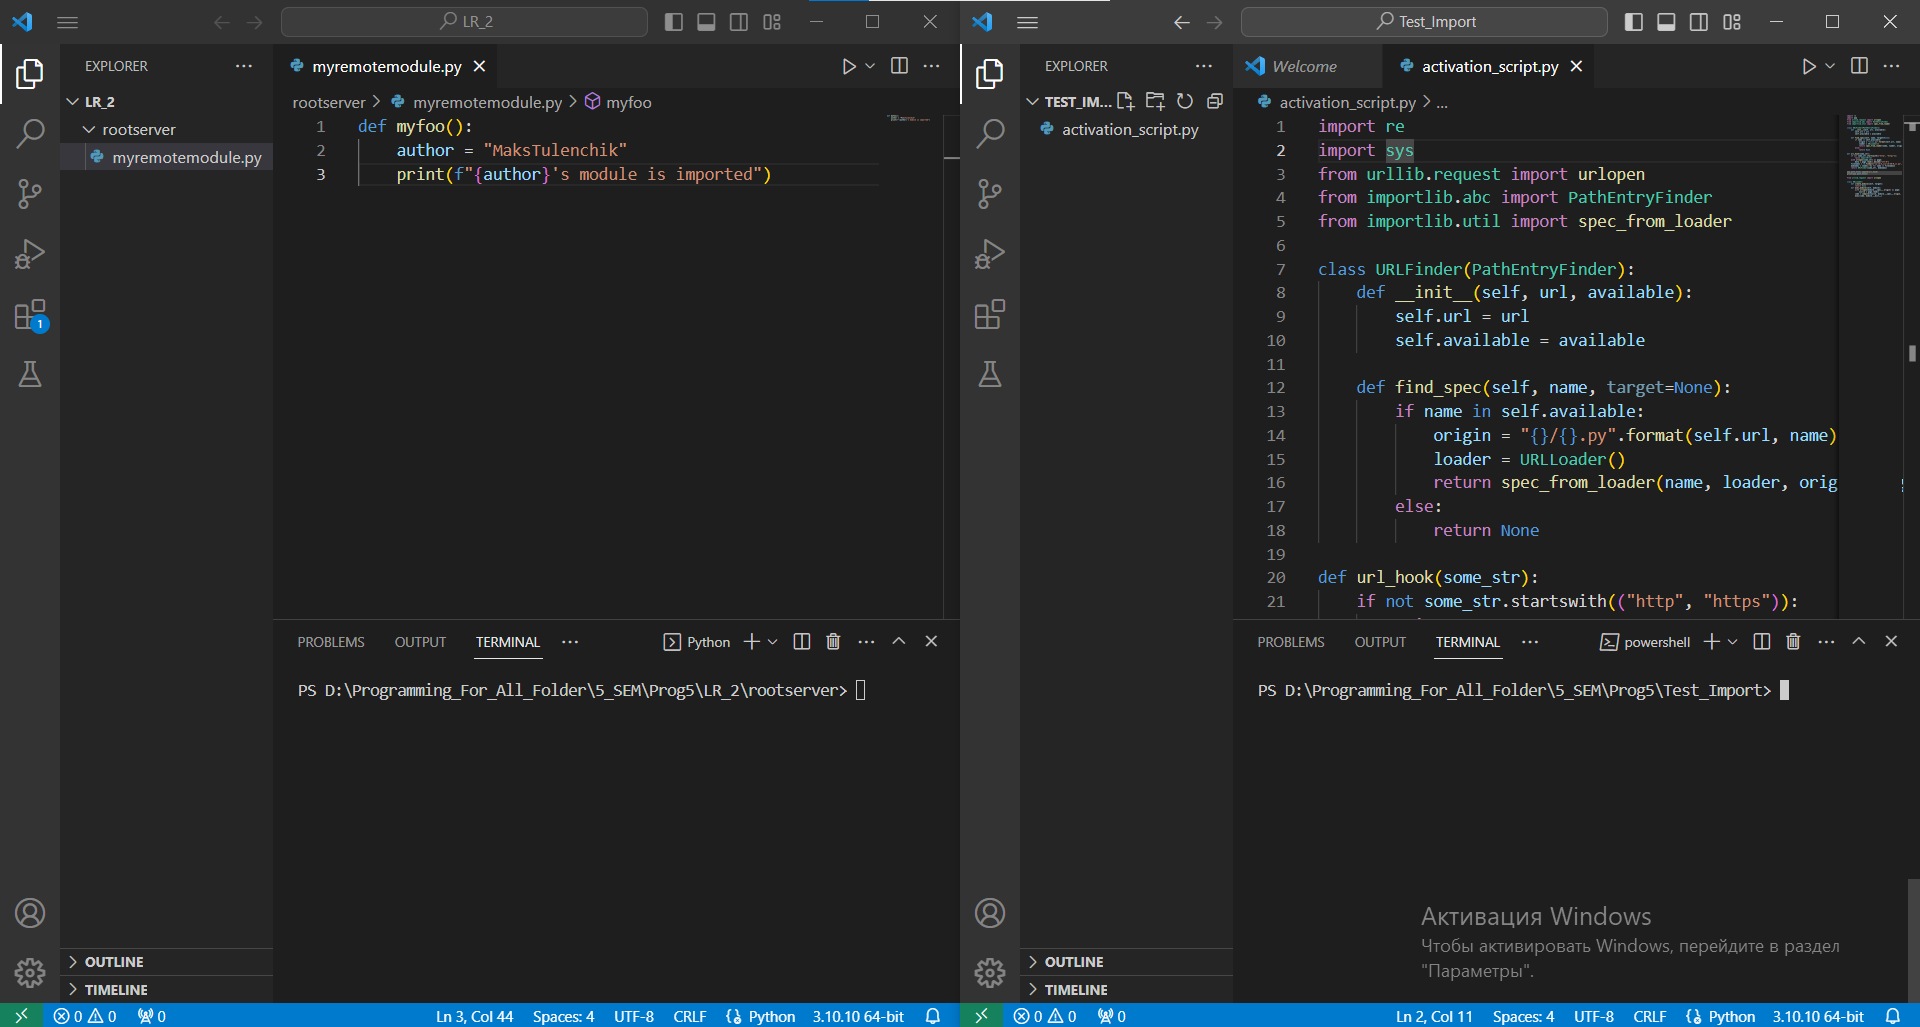 LR_2
EXPLORER
LR_2
rootserver
myremotemodule.py
OUTLINE
TIMELINE
myremotemodule.py
rootserver > myremotemodule.py > myfoo
1 def myfoo():
2 author = "MaksTulenchik"
3 print(f"{author}'s module is imported")
PROBLEMS OUTPUT TERMINAL Python
PS D:\Programming_For_All_Folder\5_SEM\Prog5\LR_2\rootserver>
1
0 0 0 Ln 3, Col 44 Spaces: 4 UTF-8 CRLF Python 3.10.10 64-bit
Test_Import
EXPLORER
TEST_IM...
activation_script.py
OUTLINE
TIMELINE
Welcome activation_script.py
activation_script.py > ...
1 import re
2 import sys
3 from urllib.request import urlopen
4 from importlib.abc import PathEntryFinder
5 from importlib.util import spec_from_loader
6
7 class URLFinder(PathEntryFinder):
8 def __init__(self, url, available):
9 self.url = url
10 self.available = available
11
12 def find_spec(self, name, target=None):
13 if name in self.available:
14 origin = "{}/{}.py".format(self.url, name)
15 loader = URLLoader()
16 return spec_from_loader(name, loader, orig
17 else:
18 return None
19
20 def url_hook(some_str):
21 if not some_str.startswith(("http", "https")):
PROBLEMS OUTPUT TERMINAL powershell
PS D:\Programming_For_All_Folder\5_SEM\Prog5\Test_Import>
Активация Windows
Чтобы активировать Windows, перейдите в раздел
"Параметры".
0 0 0 Ln 2, Col 11 Spaces: 4 UTF-8 CRLF Python 3.10.10 64-bit